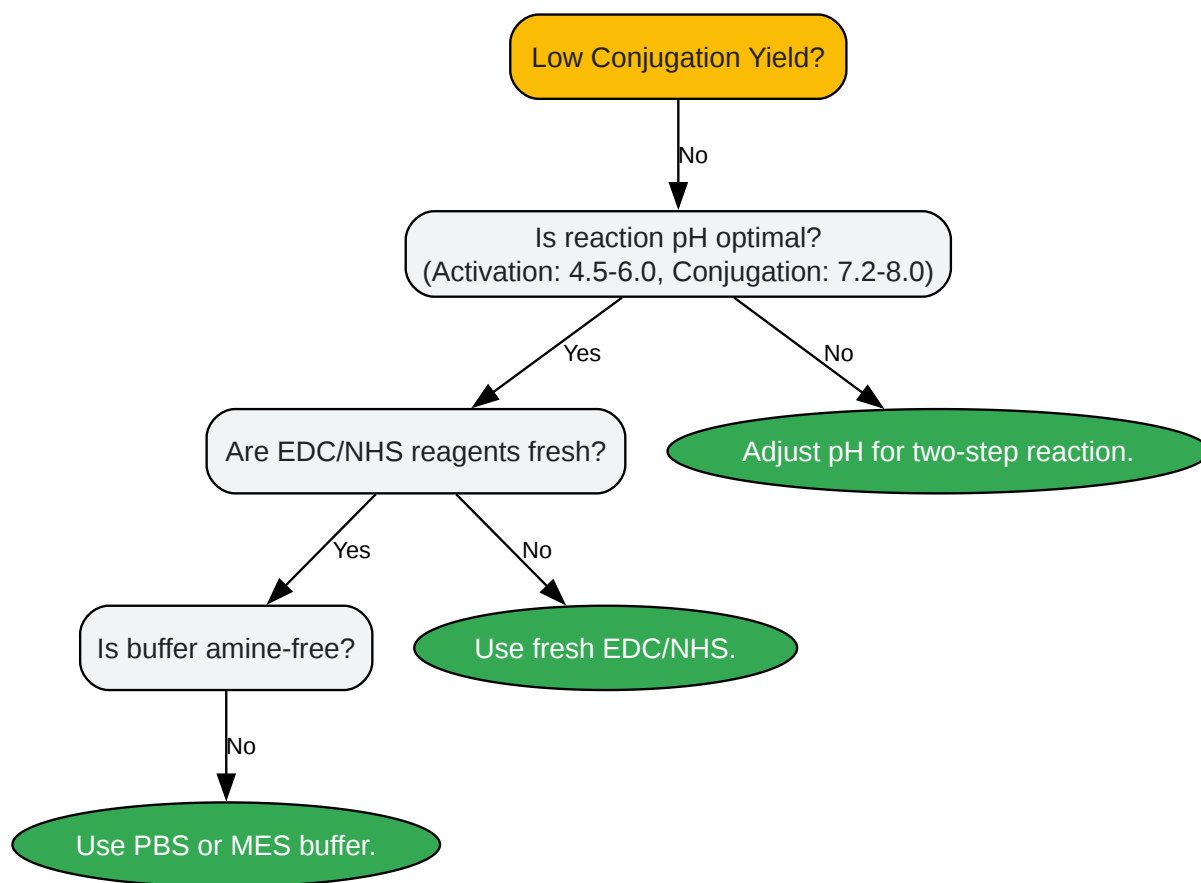 Low Conjugation Yield?
No
Is reaction pH optimal?
(Activation: 4.5-6.0, Conjugation: 7.2-8.0)
Yes
No
Are EDC/NHS reagents fresh?
Adjust pH for two-step reaction.
Yes
No
Is buffer amine-free?
Use fresh EDC/NHS.
No
Use PBS or MES buffer.